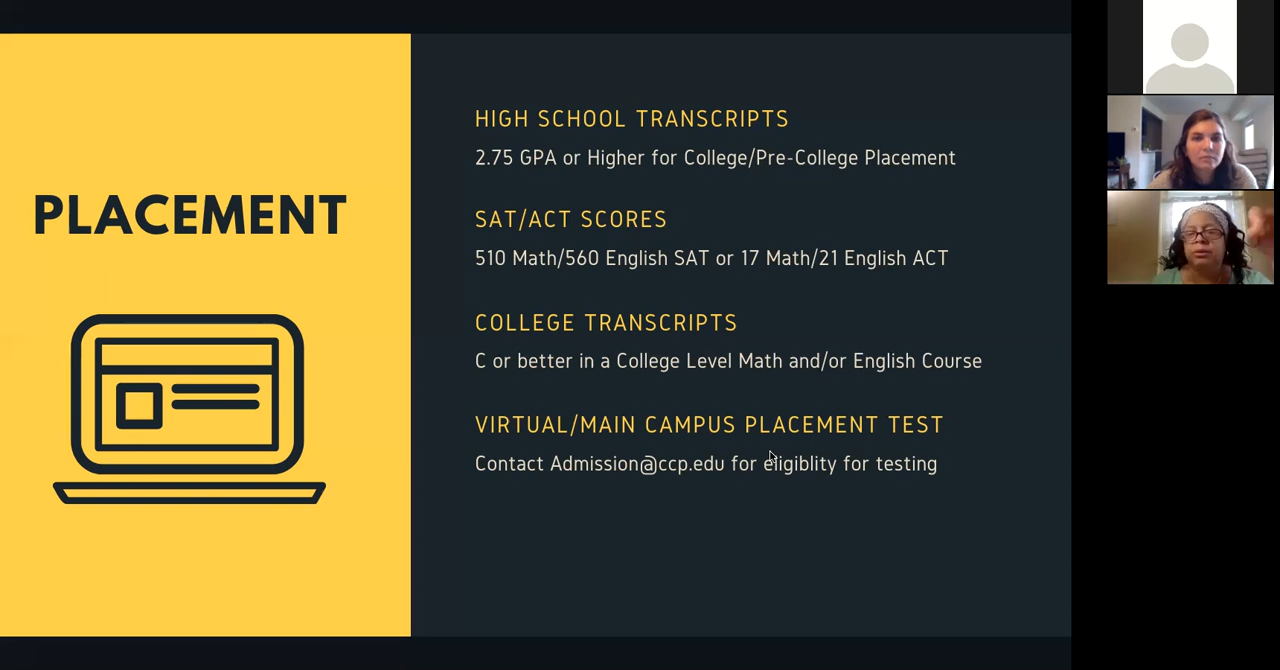 PLACEMENT
HIGH SCHOOL TRANSCRIPTS
2.75 GPA or Higher for College/Pre-College Placement
SAT/ACT SCORES
510 Math/560 English SAT or 17 Math/21 English ACT
COLLEGE TRANSCRIPTS
C or better in a College Level Math and/or English Course
VIRTUAL/MAIN CAMPUS PLACEMENT TEST
Contact Admission@ccp.edu for eligiblity for testing